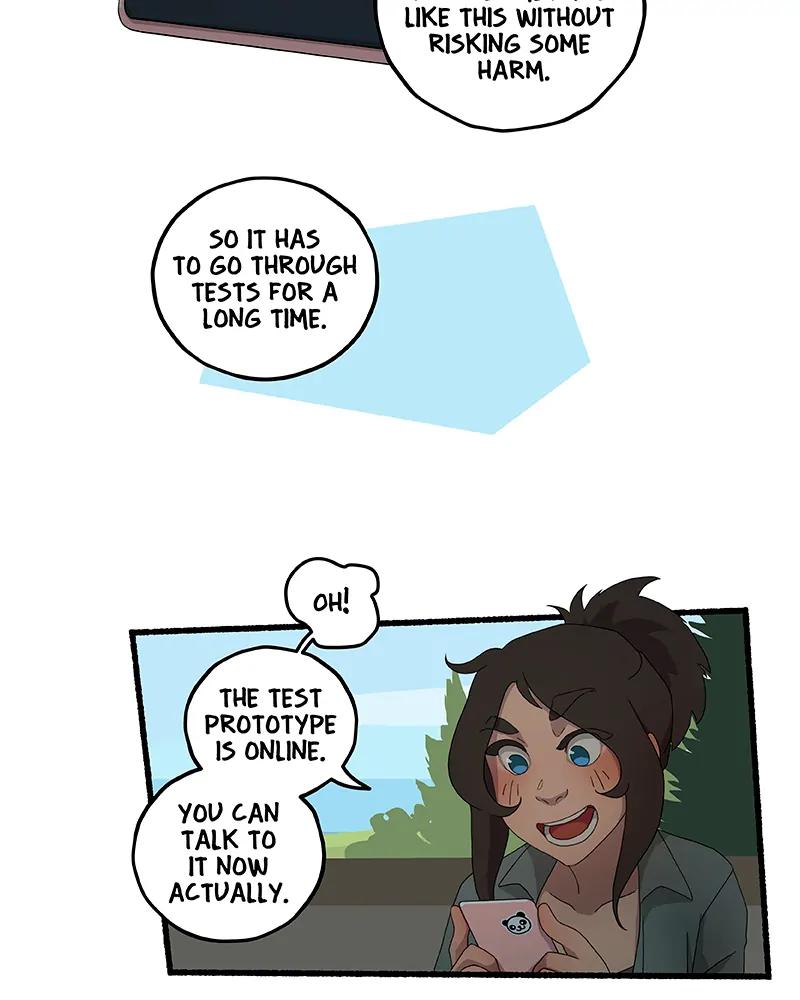 LIKE THIS WITHOUT
RISKING SOME
HARM.
SO IT HAS
TO GO THROUGH
TESTS FOR A
LONG TIME.
OH!
THE TEST
PROTOTYPE
IS ONLINE.
YOU CAN
TALK TO
IT NOW
ACTUALLY.